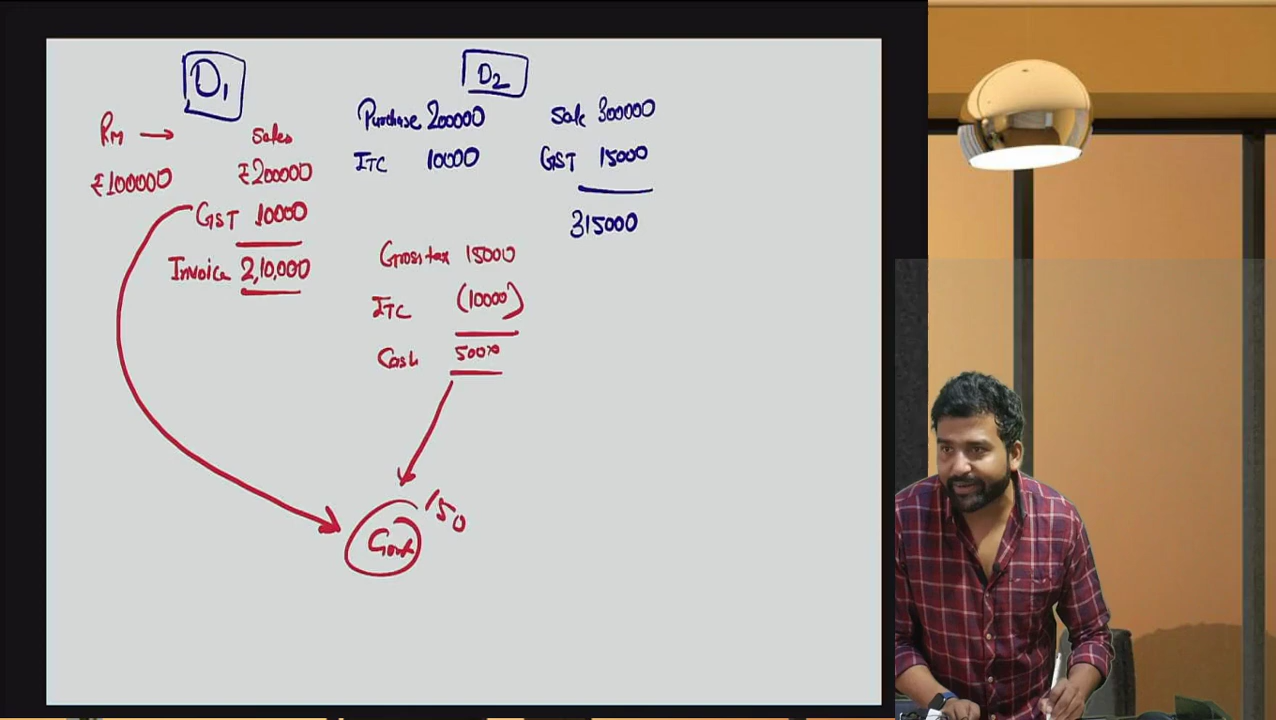 D1
RM → Sales
₹100000 ₹200000
GST 10000
Invoice 2,10,000
D2
Purchase 200000 Sale 300000
ITC 10000 GST 15000
315000
Gross tax 15000
ITC (10000)
Cash 5000
150
Govt